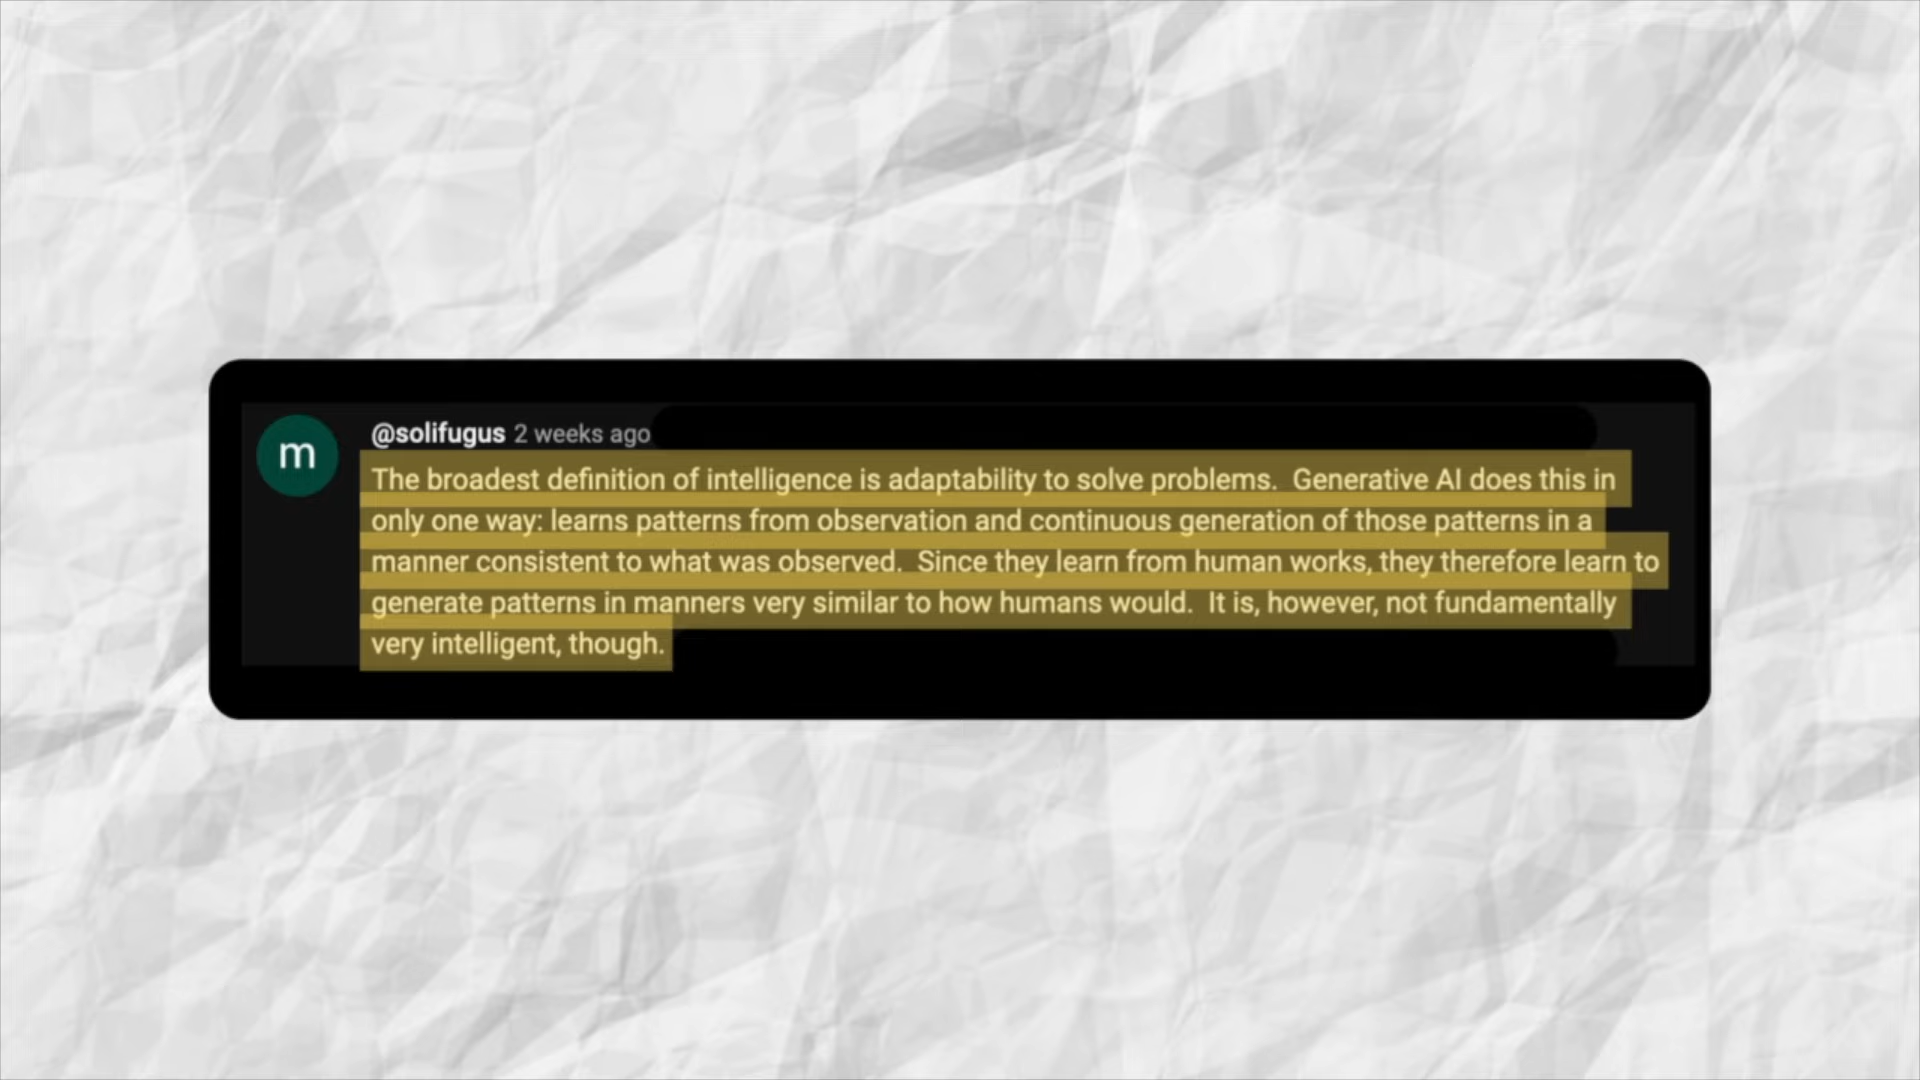 m
@solifugus 2 weeks ago
The broadest definition of intelligence is adaptability to solve problems. Generative AI does this in
only one way: learns patterns from observation and continuous generation of those patterns in a
manner consistent to what was observed. Since they learn from human works, they therefore learn to
generate patterns in manners very similar to how humans would. It is, however, not fundamentally
very intelligent, though.